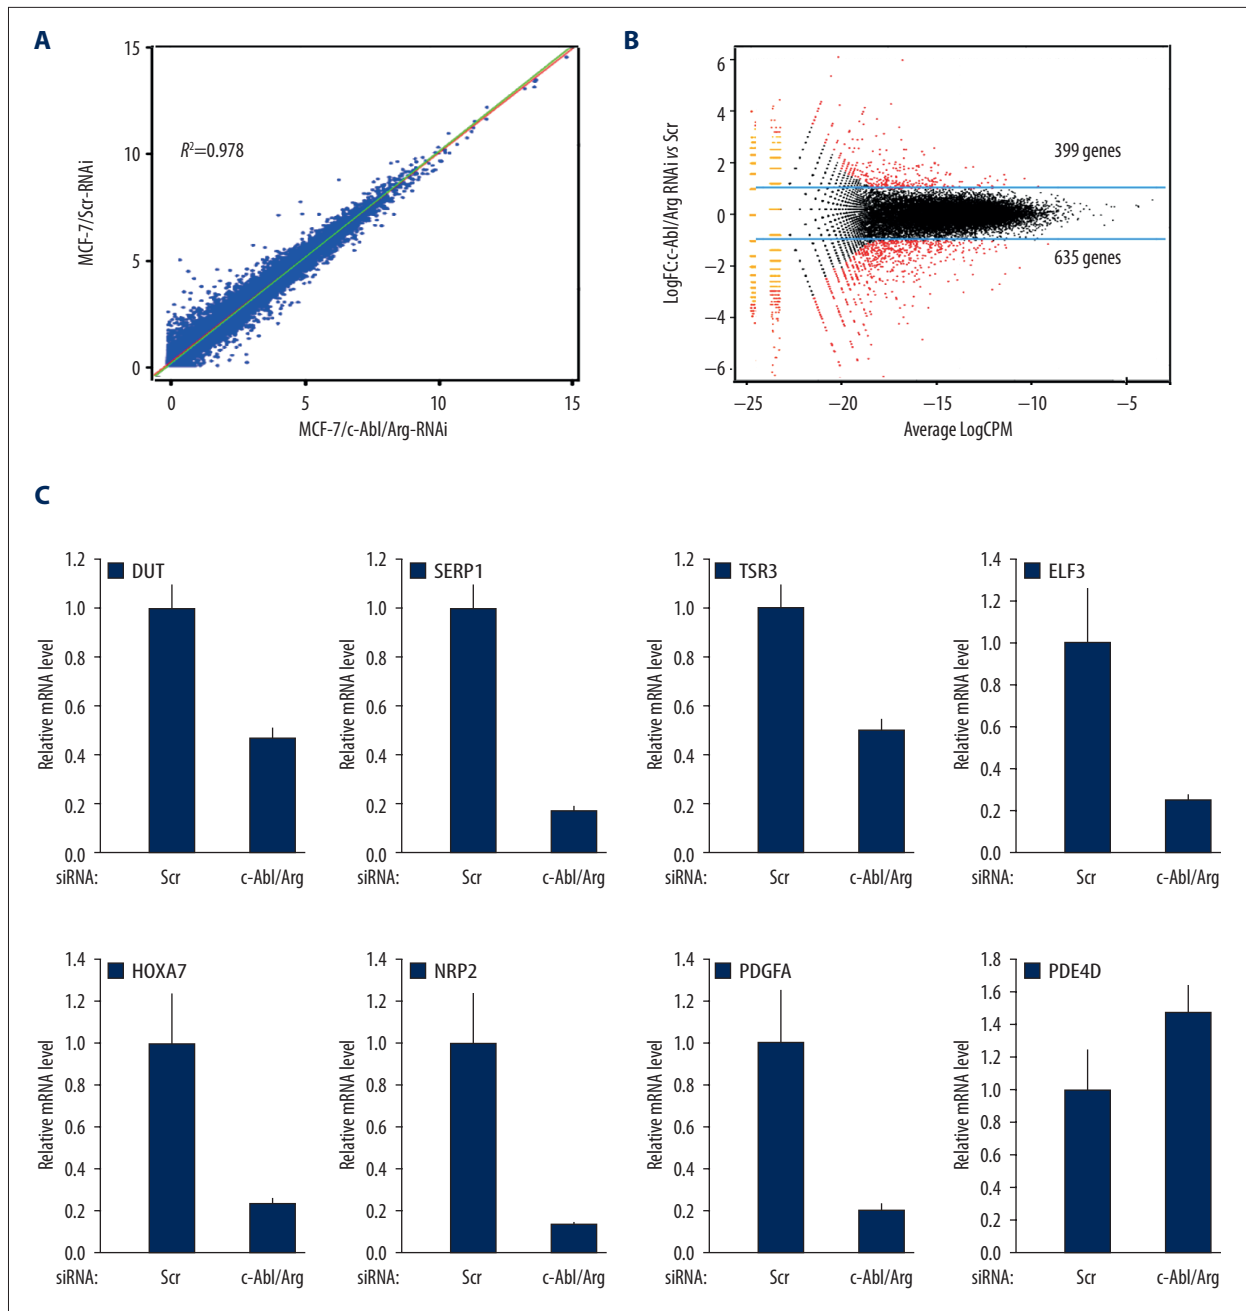 A
15
10
5
0
0
5
10
15
R²=0.978
MCF-7/Scr-RNAi
MCF-7/c-Abl/Arg-RNAi
B
6
4
2
0
−2
−4
−6
−25
−20
−15
−10
−5
399 genes
635 genes
LogFC:c-Abl/Arg RNAi vs Scr
Average LogCPM
C
DUT
1.2
1.0
0.8
0.6
0.4
0.2
0.0
Relative mRNA level
siRNA: Scr c-Abl/Arg
SERP1
1.2
1.0
0.8
0.6
0.4
0.2
0.0
Relative mRNA level
siRNA: Scr c-Abl/Arg
TSR3
1.2
1.0
0.8
0.6
0.4
0.2
0.0
Relative mRNA level
siRNA: Scr c-Abl/Arg
ELF3
1.4
1.2
1.0
0.8
0.6
0.4
0.2
0.0
Relative mRNA level
siRNA: Scr c-Abl/Arg
HOXA7
1.4
1.2
1.0
0.8
0.6
0.4
0.2
0.0
Relative mRNA level
siRNA: Scr c-Abl/Arg
NRP2
1.4
1.2
1.0
0.8
0.6
0.4
0.2
0.0
Relative mRNA level
siRNA: Scr c-Abl/Arg
PDGFA
1.4
1.2
1.0
0.8
0.6
0.4
0.2
0.0
Relative mRNA level
siRNA: Scr c-Abl/Arg
PDE4D
1.8
1.6
1.4
1.2
1.0
0.8
0.6
0.4
0.2
0.0
Relative mRNA level
siRNA: Scr c-Abl/Arg